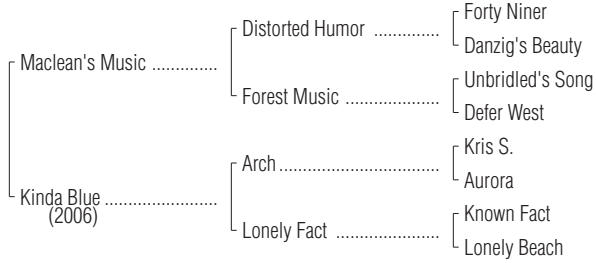 Forty Niner
Distorted Humor ..............
Danzig's Beauty
Maclean's Music ..............
Unbridled's Song
Forest Music ....................
Defer West
Kris S.
Arch..................................
Aurora
Kinda Blue ........................
(2006)
Known Fact
Lonely Fact ......................
Lonely Beach